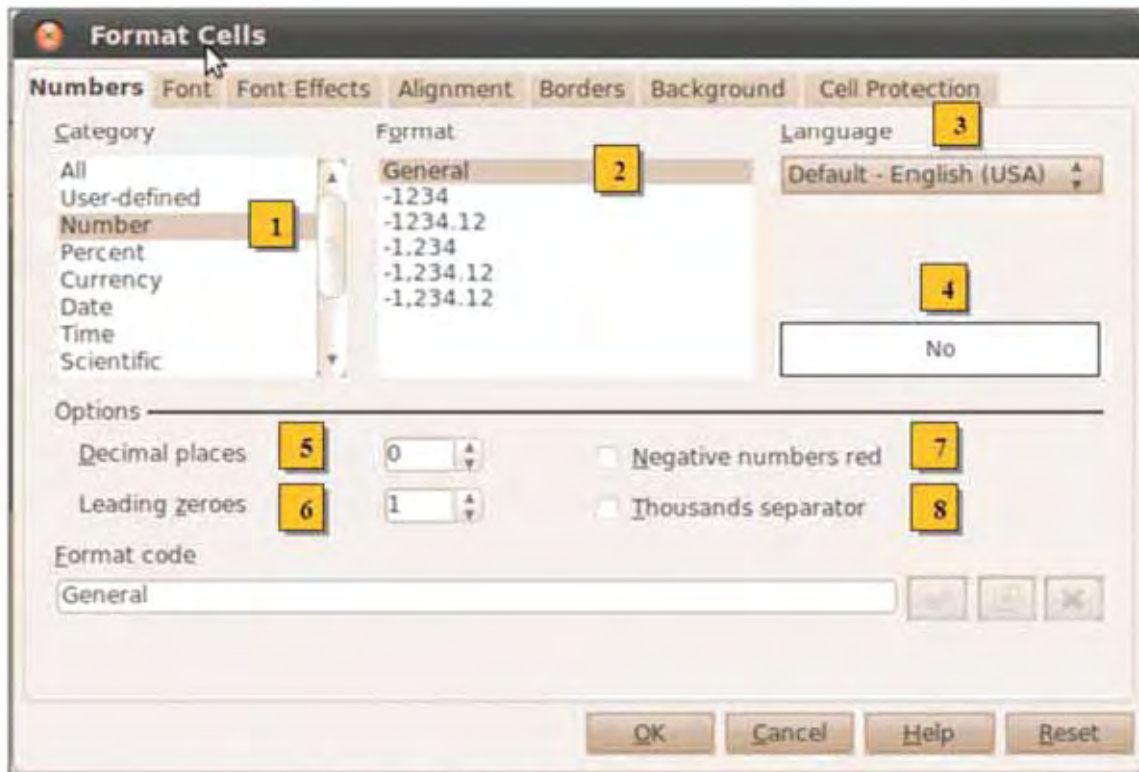 Format Cells
Numbers Font Font Effects Alignment Borders Background Cell Protection
Category
All
User-defined
Number 1
Percent
Currency
Date
Time
Scientific
Format
General 2
-1234
-1234.12
-1,234
-1,234.12
-1,234.12
Language 3
Default - English (USA)
4
No
Options
Decimal places 5 0
Negative numbers red 7
Leading zeroes 6 1
Thousands separator 8
Format code
General
OK Cancel Help Reset